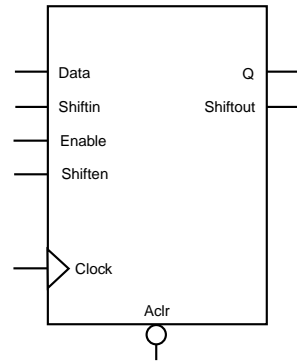 Data Q
Shiftin Shiftout
Enable
Shiften
Clock
Aclr